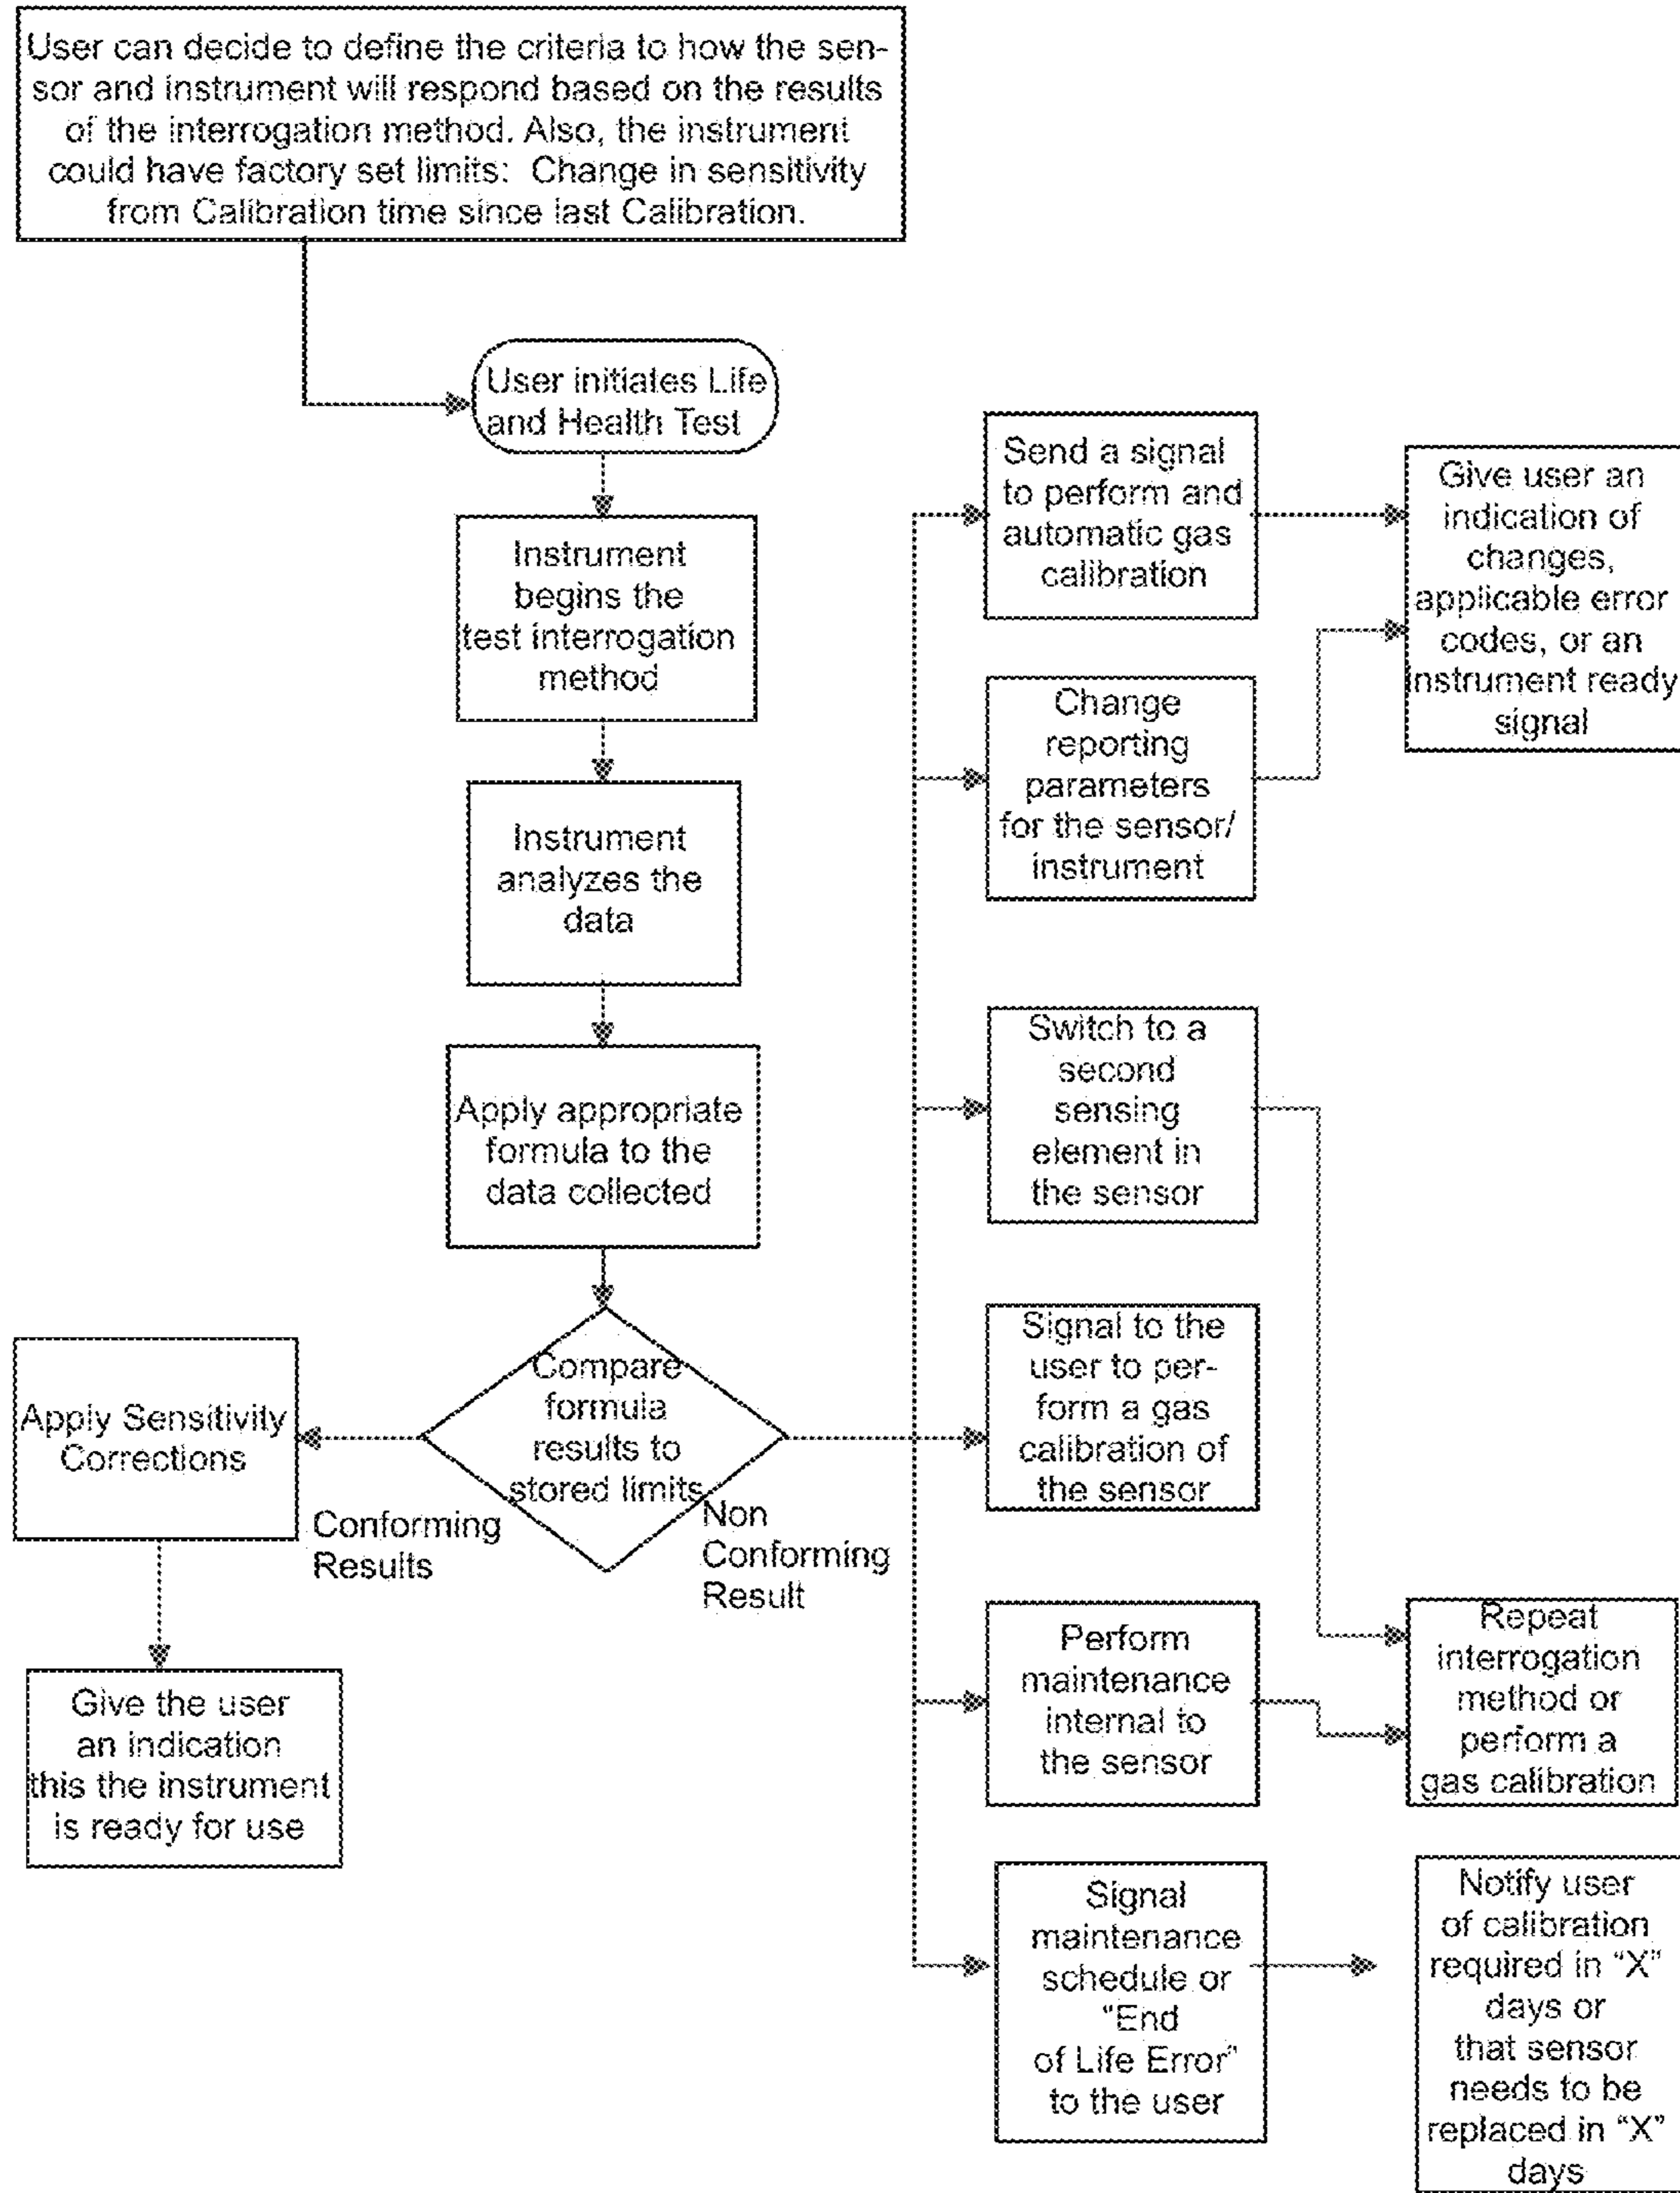 User can decide to define the criteria to how the sen-
sor and instrument will respond based on the results
of the interrogation method. Also, the instrument
could have factory set limits: Change in sensitivity
from Calibration time since last Calibration.
User initiates Life
and Health Test
Instrument
begins the
test interrogation
method
Instrument
analyzes the
data
Apply appropriate
formula to the
data collected
Compare
formula
results to
stored limits
Conforming
Results
Non
Conforming
Result
Apply Sensitivity
Corrections
Give the user
an indication
this the instrument
is ready for use
Send a signal
to perform and
automatic gas
calibration
Change
reporting
parameters
for the sensor/
instrument
Give user an
indication of
changes,
applicable error
codes, or an
instrument ready
signal
Switch to a
second
sensing
element in
the sensor
Signal to the
user to per-
form a gas
calibration of
the sensor
Perform
maintenance
internal to
the sensor
Repeat
interrogation
method or
perform a
gas calibration
Signal
maintenance
schedule or
"End
of Life Error"
to the user
Notify user
of calibration
required in “X”
days or
that sensor
needs to be
replaced in “X”
days